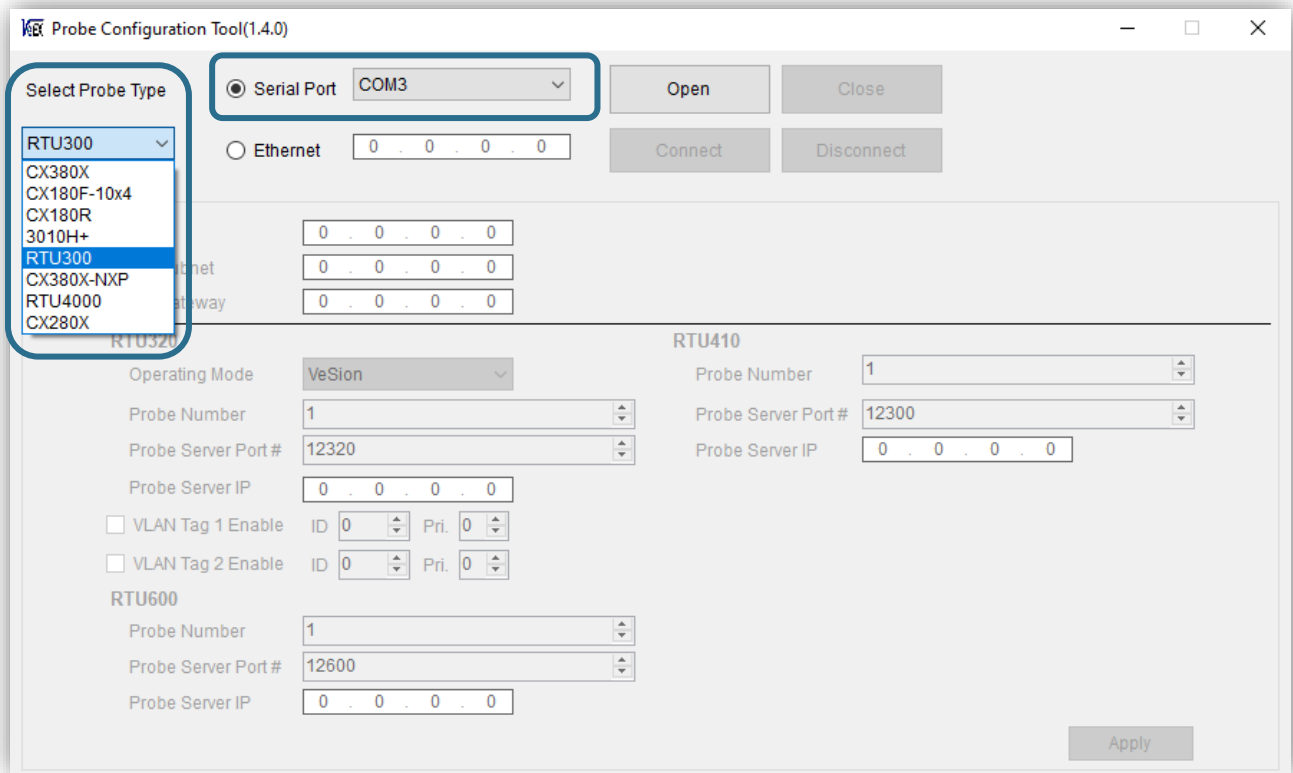 VeEX Probe Configuration Tool(1.4.0)
Select Probe Type
Serial Port COM3 Open Close
RTU300
Ethernet 0 . 0 . 0 . 0 Connect Disconnect
CX380X
CX180F-10x4
CX180R
3010H+
RTU300
CX380X-NXP
RTU4000
CX280X
0 . 0 . 0 . 0
bnet 0 . 0 . 0 . 0
ateway 0 . 0 . 0 . 0
RTU320
Operating Mode VeSion
Probe Number 1
Probe Server Port # 12320
Probe Server IP 0 . 0 . 0 . 0
VLAN Tag 1 Enable ID 0 Pri. 0
VLAN Tag 2 Enable ID 0 Pri. 0
RTU410
Probe Number 1
Probe Server Port # 12300
Probe Server IP 0 . 0 . 0 . 0
RTU600
Probe Number 1
Probe Server Port # 12600
Probe Server IP 0 . 0 . 0 . 0
Apply